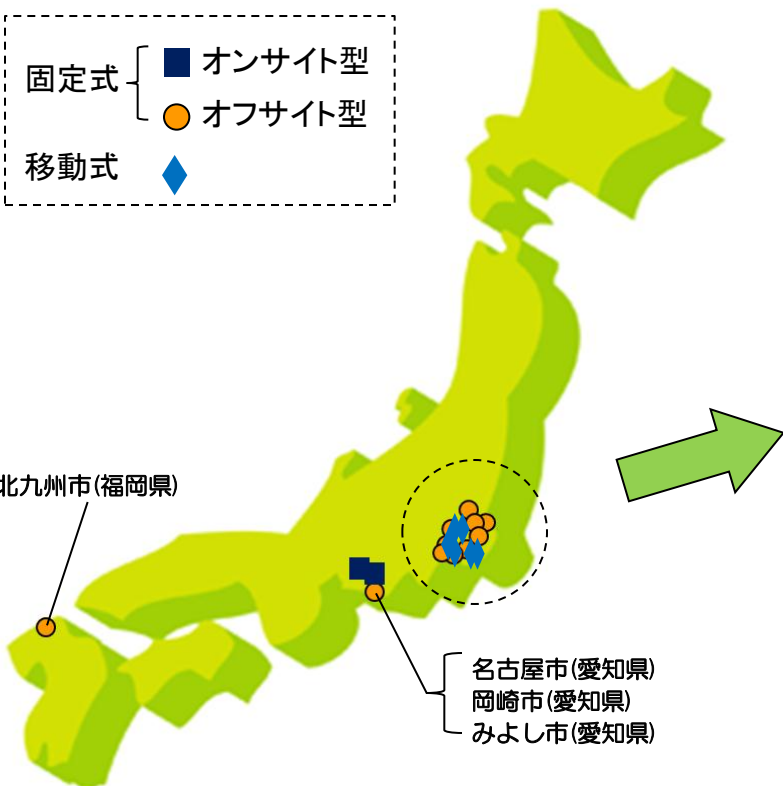 固定式
オンサイト型
オフサイト型
移動式
北九州市(福岡県)
名古屋市(愛知県)
岡崎市(愛知県)
みよし市(愛知県)